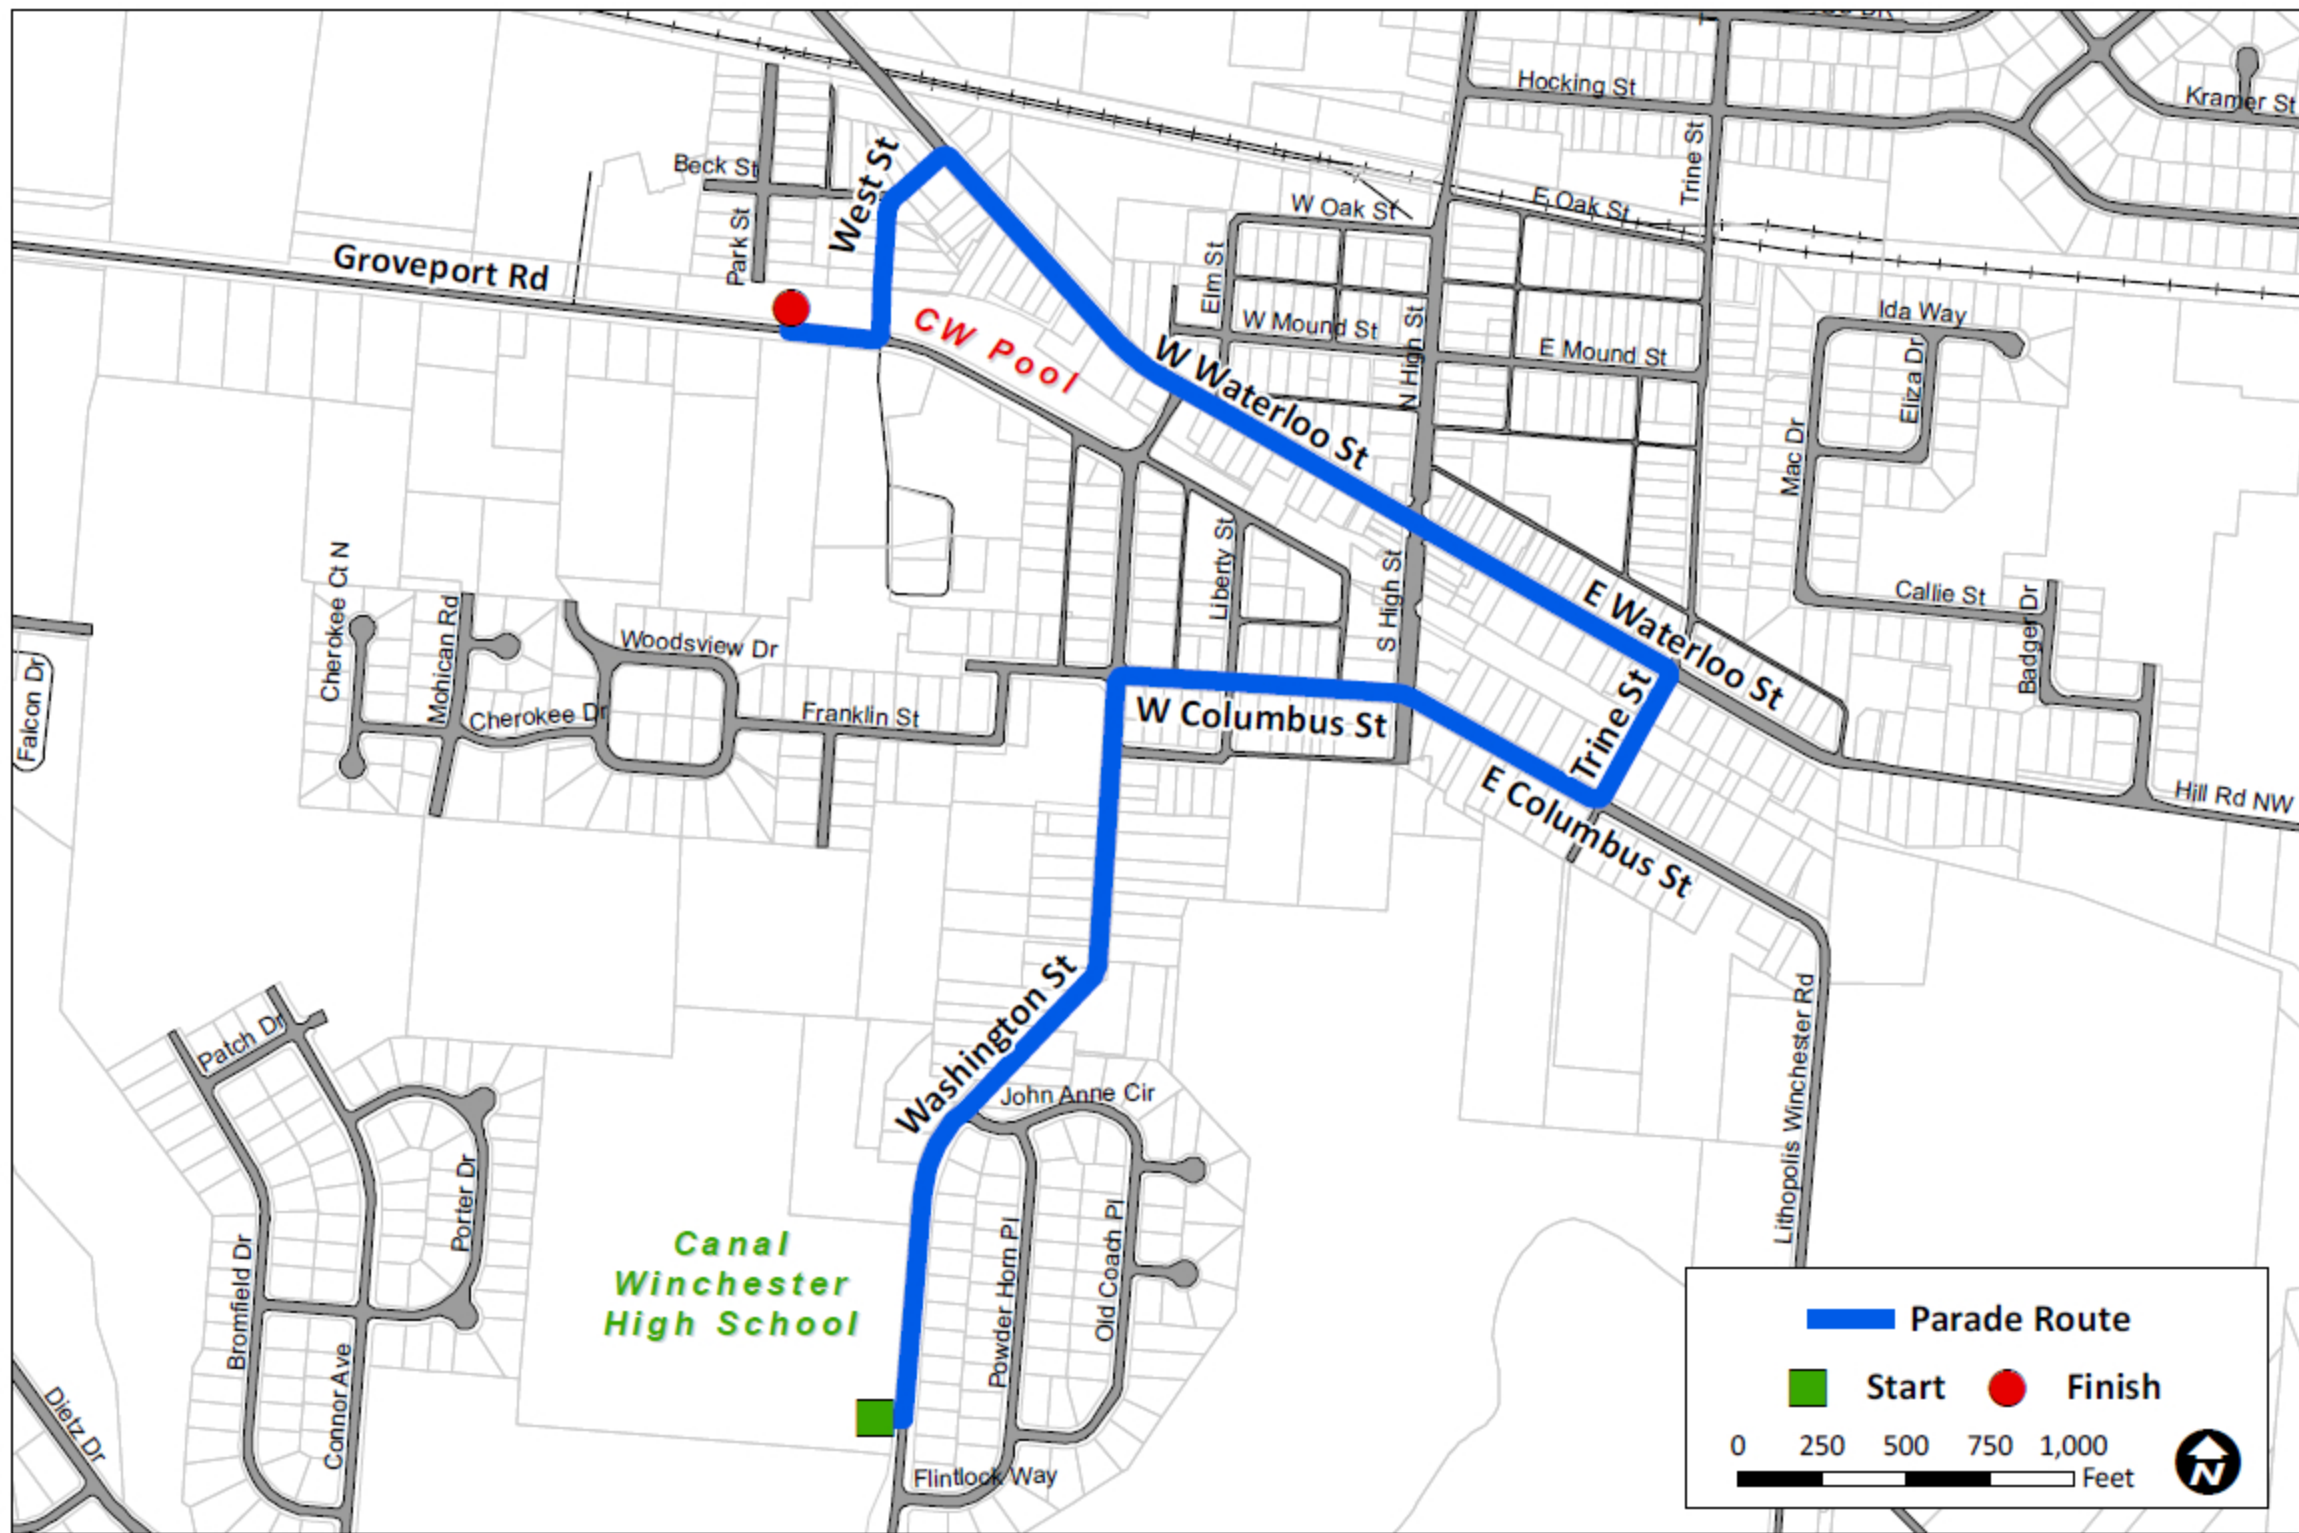 Hocking St
Kramer St
Trine St
Beck St
West St
W Oak St
E Oak St
Park St
Elm St
Groveport Rd
CW Pool
W Mound St
N High St
E Mound St
Ida Way
Eliza Dr
W Waterloo St
Mac Dr
Cherokee Ct N
Mohican Rd
Woodsview Dr
Liberty St
S High St
E Waterloo St
Callie St
Badger Dr
Falcon Dr
Cherokee Dr
Franklin St
W Columbus St
Trine St
E Columbus St
Hill Rd NW
Washington St
Patch Dr
John Anne Cir
Lithopolis Winchester Rd
Porter Dr
Bromfield Dr
Connor Ave
Dietz Dr
Canal
Winchester
High School
Powder Horn Pl
Old Coach Pl
Flintlock Way
Parade Route
Start Finish
0 250 500 750 1,000
Feet
N